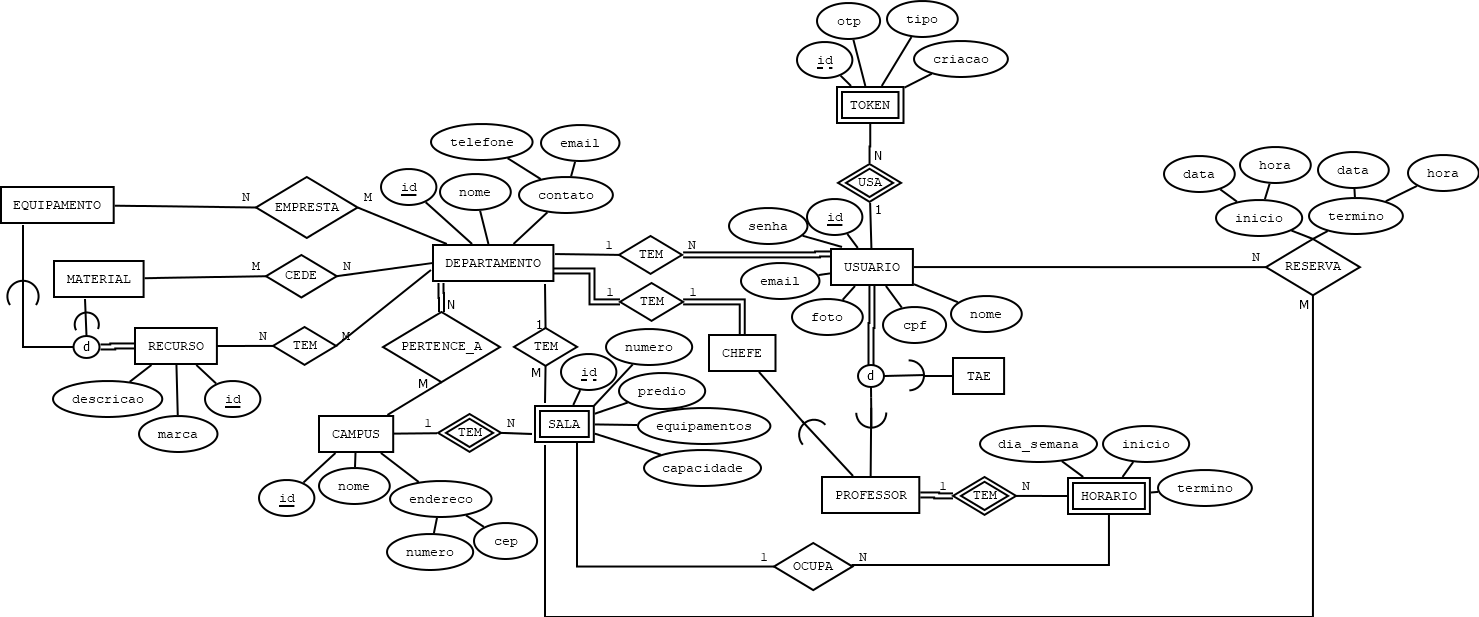 otp
tipo
id
criacao
TOKEN
N
USA
1
telefone
email
id
nome
contato
EQUIPAMENTO
N
EMPRESTA
M
senha
id
data
hora
data
hora
inicio
termino
DEPARTAMENTO
1
TEM
N
USUARIO
N
RESERVA
M
MATERIAL
M
CEDE
N
email
foto
cpf
nome
1
TEM
1
N
PERTENCE_A
M
1
TEM
M
d
RECURSO
N
TEM
M
descricao
marca
id
CHEFE
numero
id
predio
equipamentos
capacidade
d
TAE
CAMPUS
1
TEM
N
SALA
id
nome
endereco
numero
cep
dia_semana
inicio
termino
PROFESSOR
1
TEM
N
HORARIO
1
OCUPA
N